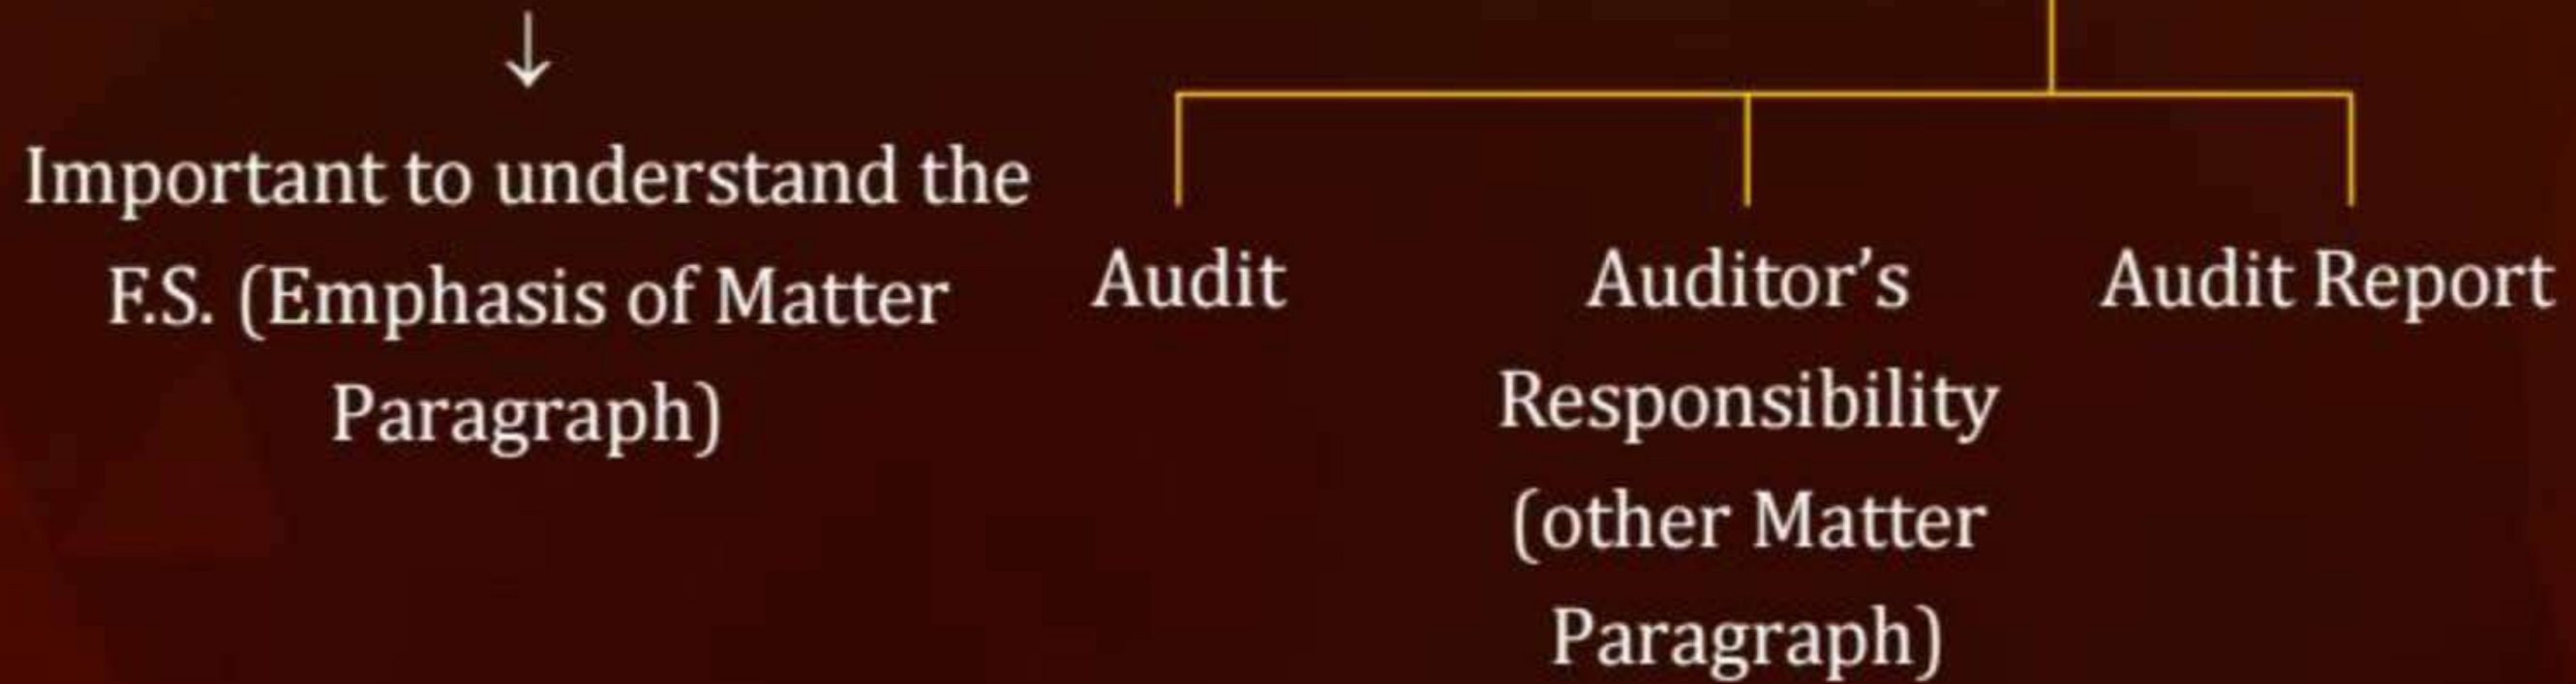 ↓
Important to understand the
F.S. (Emphasis of Matter
Paragraph)
Audit
Auditor’s
Responsibility
(other Matter
Paragraph)
Audit Report